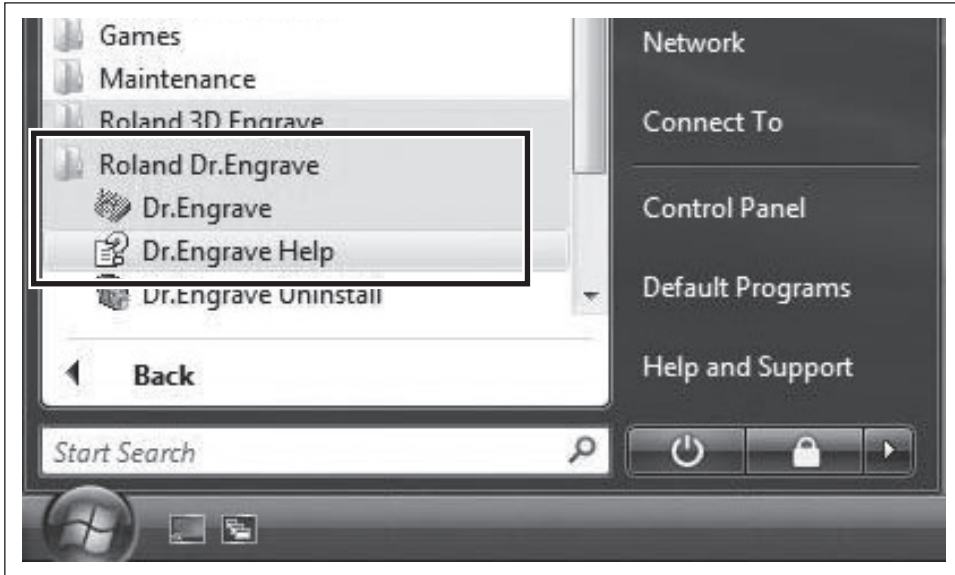 Games
Maintenance
Roland 3D Engrave
Roland Dr.Engrave
Dr.Engrave
Dr.Engrave Help
Dr.Engrave Uninstall
Back
Start Search
Network
Connect To
Control Panel
Default Programs
Help and Support